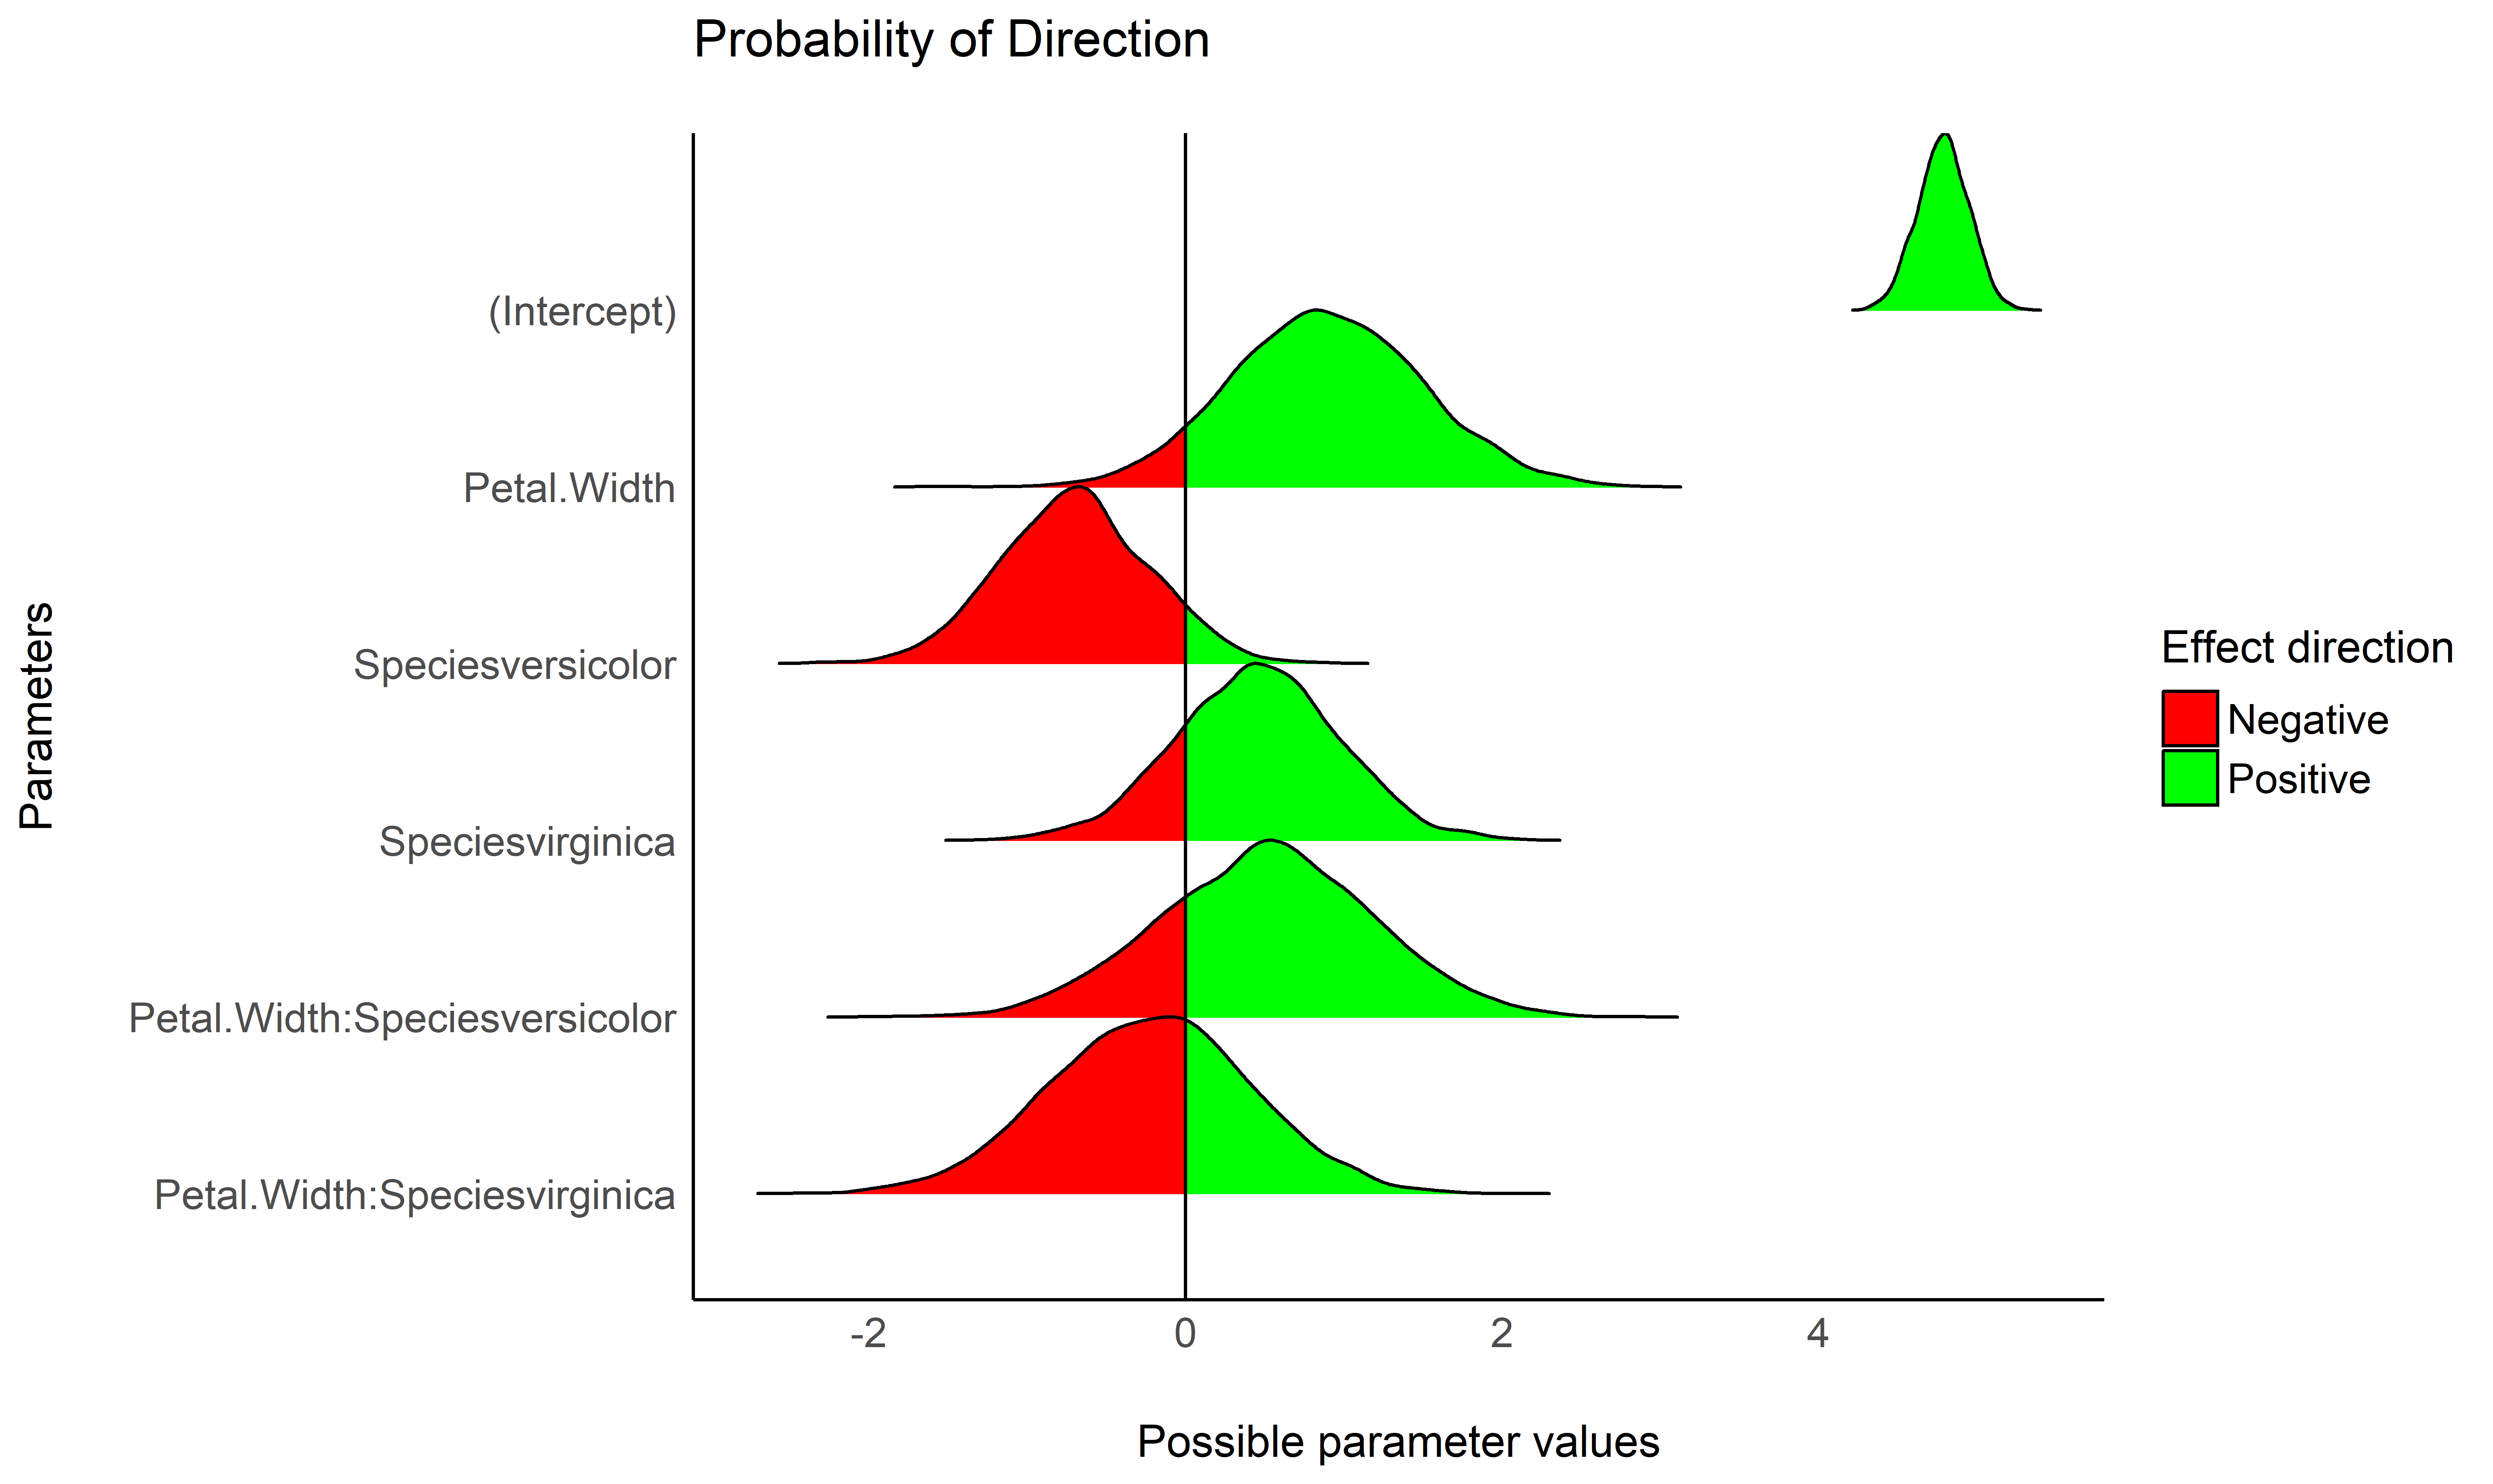 Probability of Direction
(Intercept)
Petal.Width
Speciesversicolor
Speciesvirginica
Petal.Width:Speciesversicolor
Petal.Width:Speciesvirginica
Parameters
-2 0 2 4
Possible parameter values
Effect direction
Negative
Positive